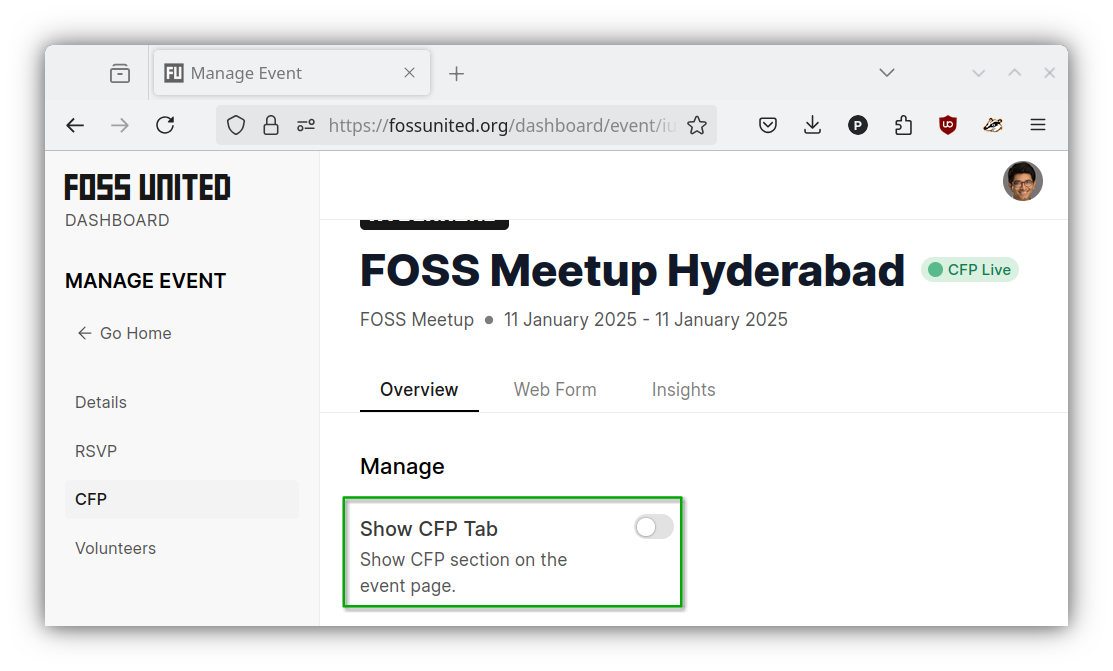 FU Manage Event
https://fossunited.org/dashboard/event/iu
P
FOSS UNITED
DASHBOARD
MANAGE EVENT
Go Home
Details
RSVP
CFP
Volunteers
FOSS Meetup Hyderabad
CFP Live
FOSS Meetup ● 11 January 2025 - 11 January 2025
Overview Web Form Insights
Manage
Show CFP Tab
Show CFP section on the
event page.